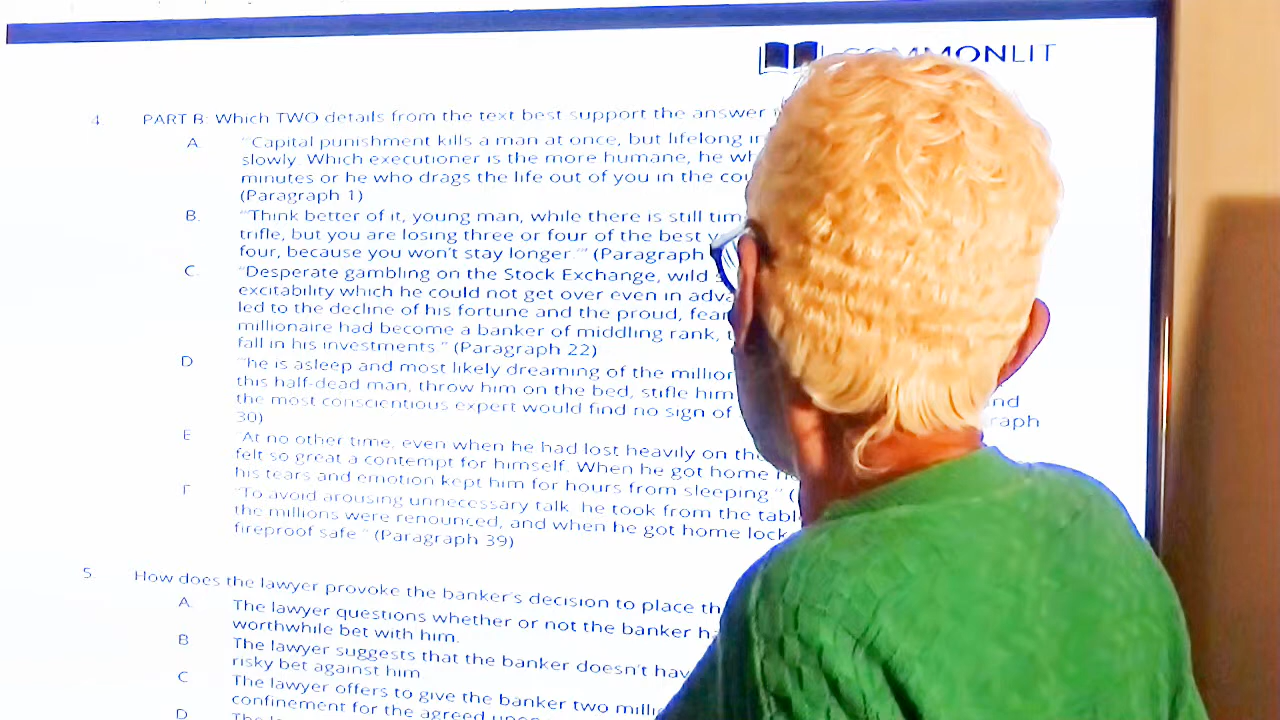 COMMONLIT
4 PART B: Which TWO details from the text best support the answer
A. "Capital punishment kills a man at once, but lifelong
slowly. Which executioner is the more humane, he
minutes or he who drags the life out of you in the
(Paragraph 1)
B. "Think better of it, young man, while there is still
trifle, but you are losing three or four of the best
four, because you won't stay longer.'" (Paragraph
C. "Desperate gambling on the Stock Exchange, wild
excitability which he could not get over even in
led to the decline of his fortune and the proud,
millionaire had become a banker of middling rank,
fall in his investments." (Paragraph 22)
D "he is asleep and most likely dreaming of the
this half-dead man, throw him on the bed, stifle him
the most conscientious expert would find no sign of
30)
E "At no other time, even when he had lost heavily on
felt so great a contempt for himself. When he got home
his tears and emotion kept him for hours from sleeping." (
F "To avoid arousing unnecessary talk, he took from the
the millions were renounced, and when he got home
fireproof safe." (Paragraph 39)
5 How does the lawyer provoke the banker's decision to place
A. The lawyer questions whether or not the banker
worthwhile bet with him.
B The lawyer suggests that the banker doesn't
risky bet against him
C The lawyer offers to give the banker two
confinement for the agreed
D The